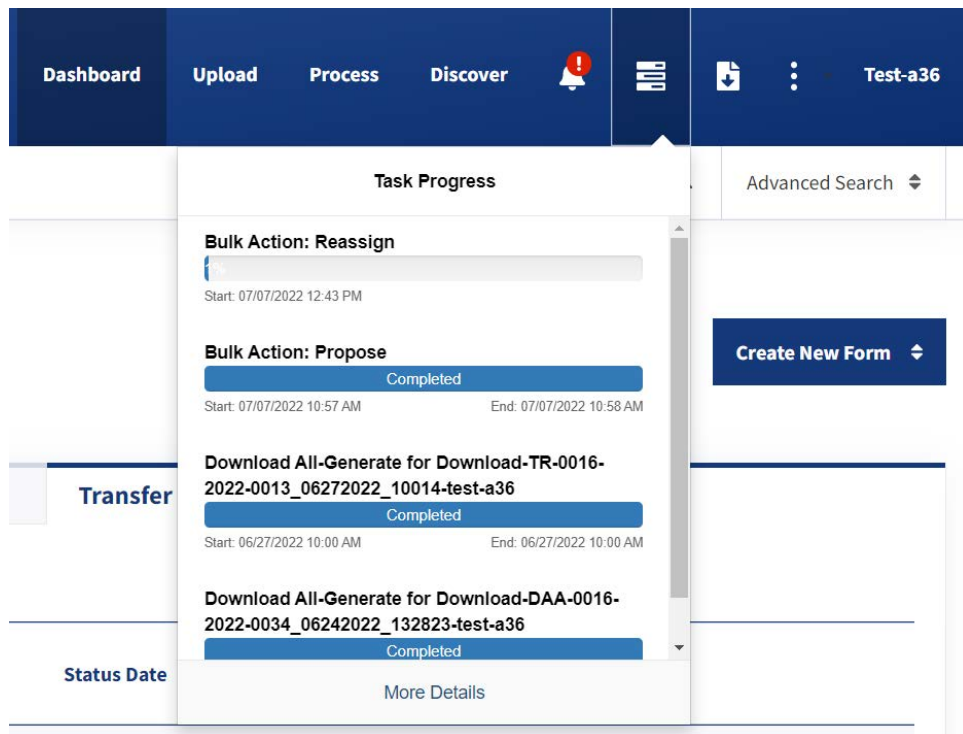 Dashboard Upload Process Discover ! Test-a36
Task Progress
Advanced Search
Bulk Action: Reassign
1%
Start: 07/07/2022 12:43 PM
Create New Form
Bulk Action: Propose
Completed
Start: 07/07/2022 10:57 AM End: 07/07/2022 10:58 AM
Download All-Generate for Download-TR-0016-
2022-0013_06272022_10014-test-a36
Completed
Start: 06/27/2022 10:00 AM End: 06/27/2022 10:00 AM
Transfer
Download All-Generate for Download-DAA-0016-
2022-0034_06242022_132823-test-a36
Completed
Status Date
More Details